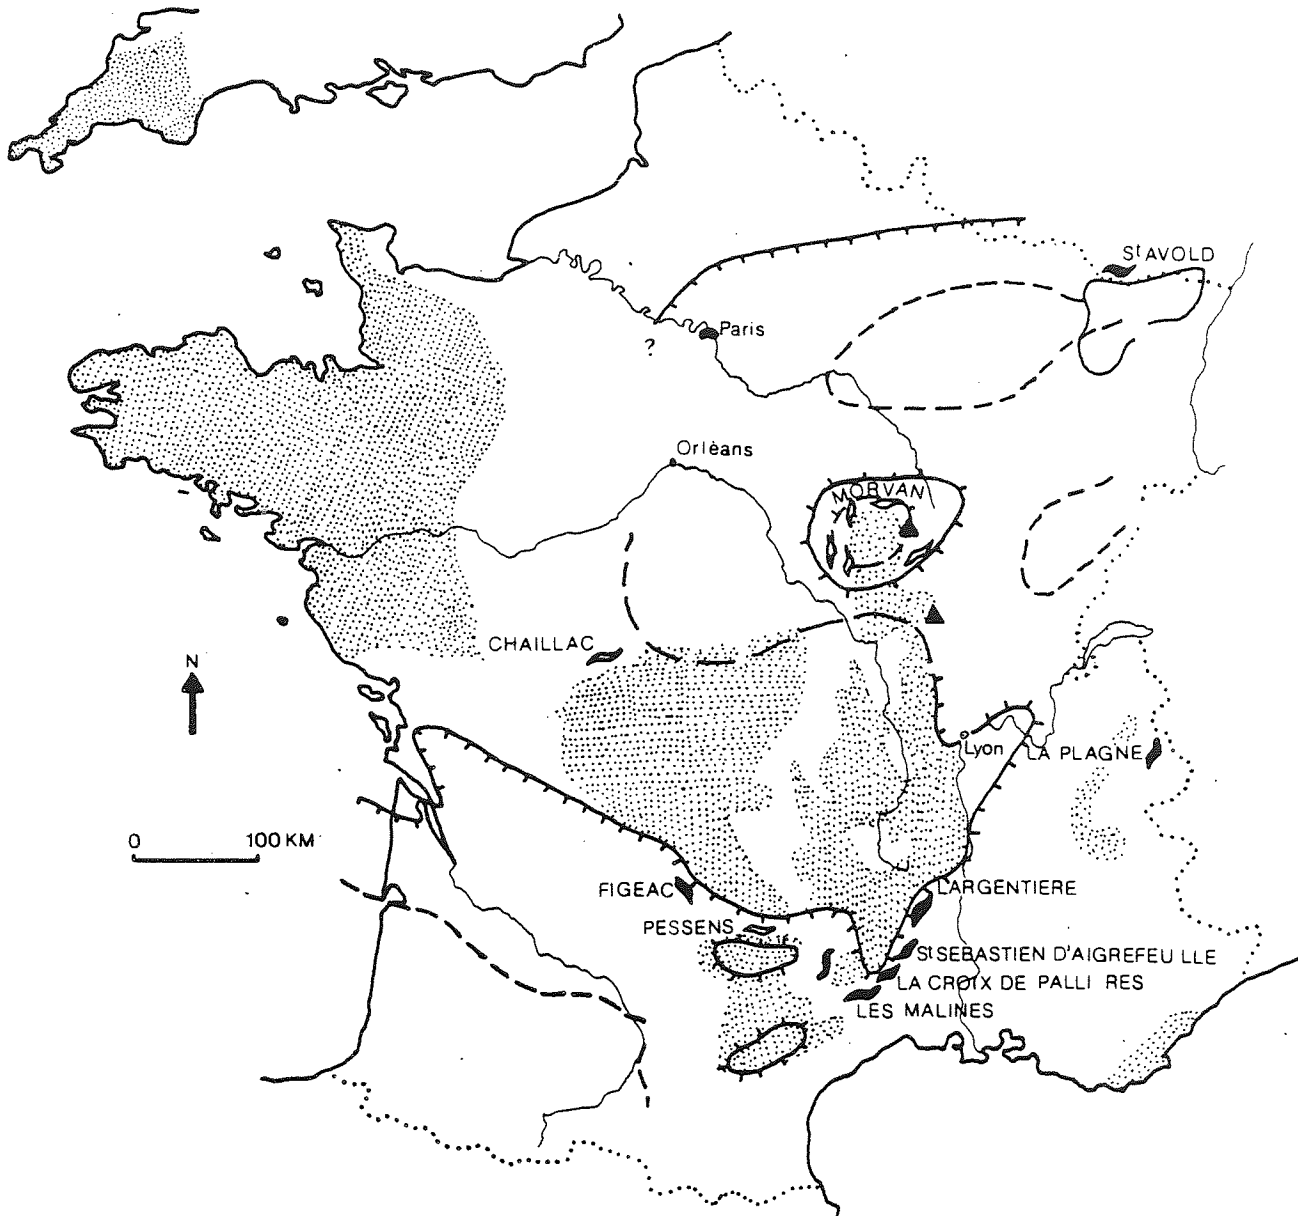 St AVOLD
Paris
?
Orlèans
MORVAN
CHAILLAC
N
Lyon
LA PLAGNE
0 100 KM
FIGEAC
L'ARGENTIERE
PESSENS
St SEBASTIEN D'AIGREFEU LLE
LA CROIX DE PALLI RES
LES MALINES